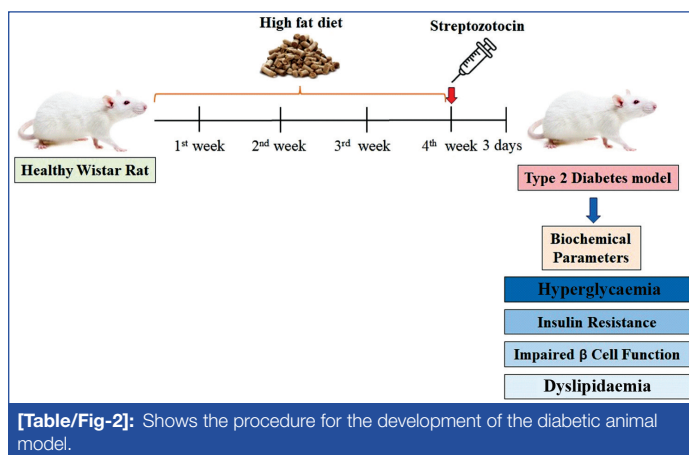 High fat diet
Streptozotocin
1st week
2nd week
3rd week
4th week
3 days
Healthy Wistar Rat
Type 2 Diabetes model
Biochemical
Parameters
Hyperglycaemia
Insulin Resistance
Impaired β Cell Function
Dyslipidaemia
[Table/Fig-2]: Shows the procedure for the development of the diabetic animal
model.